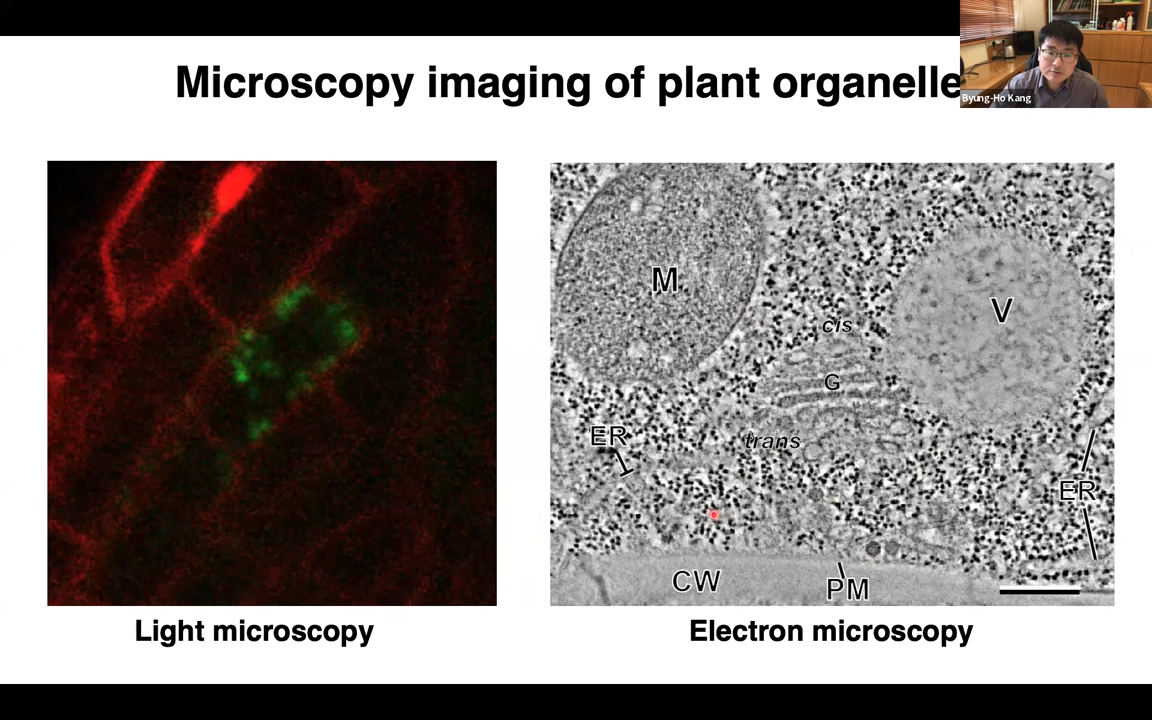 Microscopy imaging of plant organelle
Byung-Ho Kang
M
V
cis
G
ER
trans
ER
CW
PM
Light microscopy
Electron microscopy